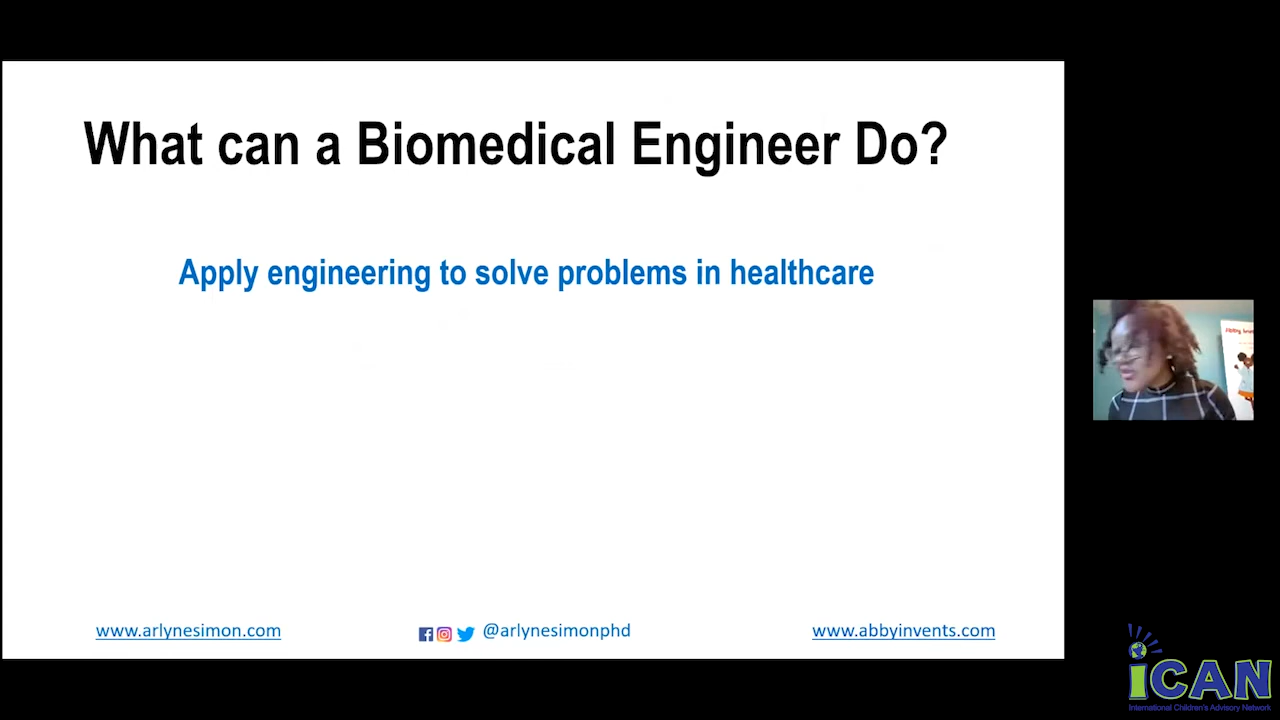 What can a Biomedical Engineer Do?
Apply engineering to solve problems in healthcare
www.arlynesimon.com
@arlynesimonphd
www.abbyinvents.com
iCAN
International Children's Advisory Network